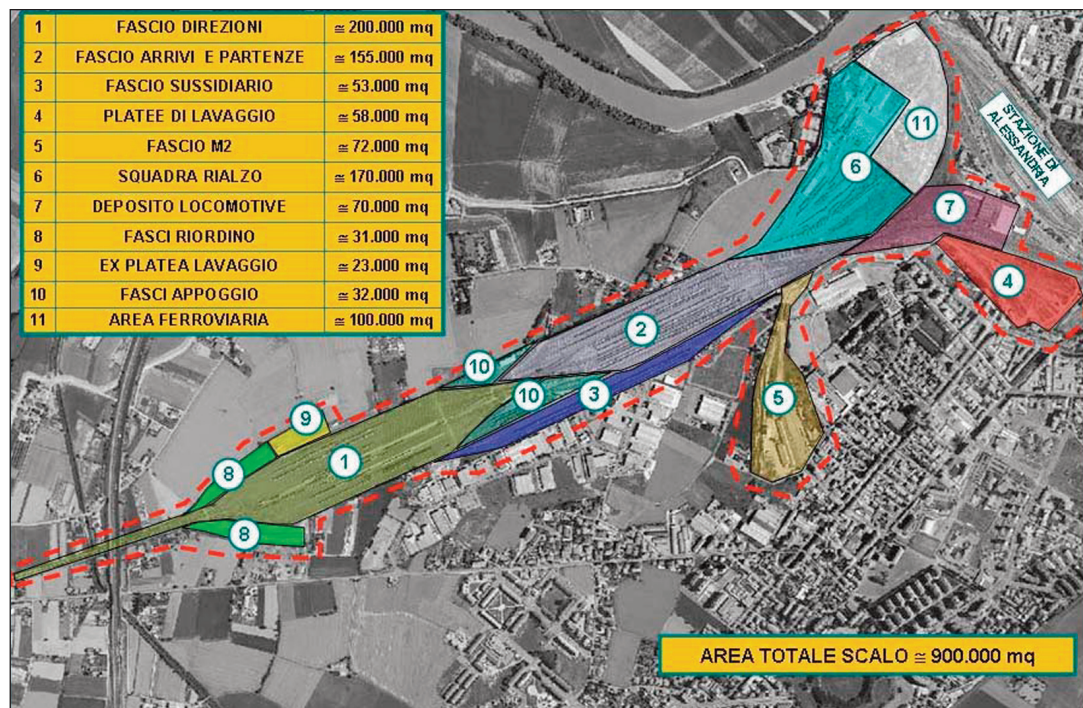 1 FASCIO DIREZIONI ≅ 200.000 mq
2 FASCIO ARRIVI E PARTENZE ≅ 155.000 mq
3 FASCIO SUSSIDIARIO ≅ 53.000 mq
4 PLATEE DI LAVAGGIO ≅ 58.000 mq
5 FASCIO M2 ≅ 72.000 mq
6 SQUADRA RIALZO ≅ 170.000 mq
7 DEPOSITO LOCOMOTIVE ≅ 70.000 mq
8 FASCI RIORDINO ≅ 31.000 mq
9 EX PLATEA LAVAGGIO ≅ 23.000 mq
10 FASCI APPOGGIO ≅ 32.000 mq
11 AREA FERROVIARIA ≅ 100.000 mq
STAZIONE DI
ALESSANDRIA
11
6
7
4
2
10
10
3
5
9
1
8
8
AREA TOTALE SCALO ≅ 900.000 mq